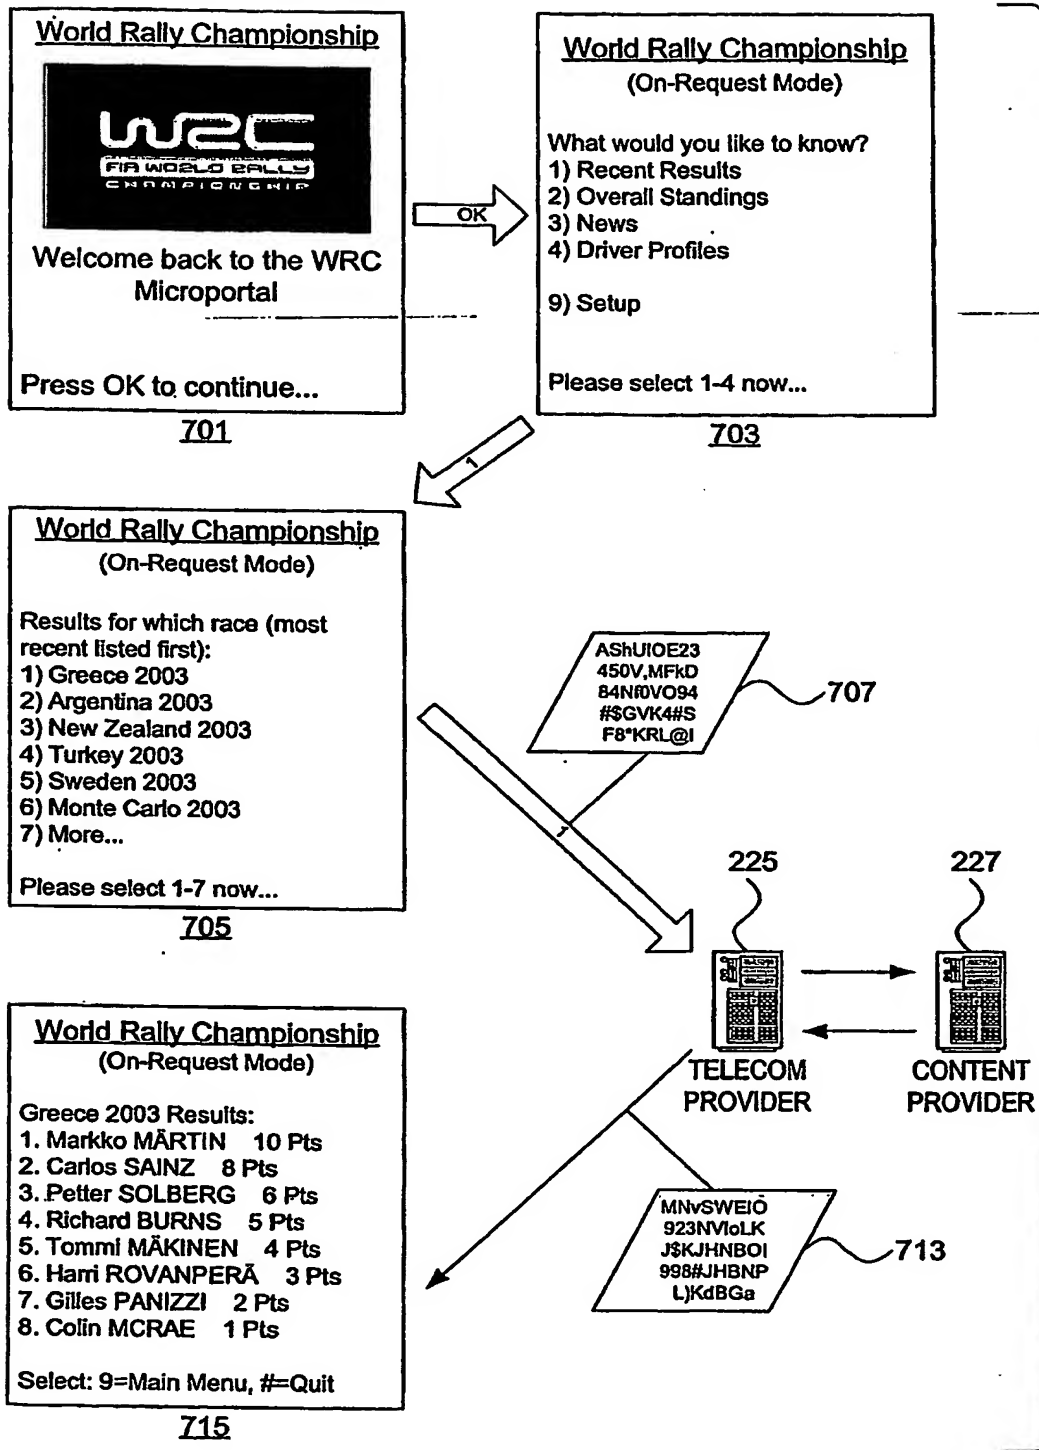 World Rally Championship
WRC
FIA WORLD RALLY
CHAMPIONSHIP
Welcome back to the WRC
Microportal
Press OK to continue...
701
OK
World Rally Championship
(On-Request Mode)
What would you like to know?
1) Recent Results
2) Overall Standings
3) News
4) Driver Profiles
9) Setup
Please select 1-4 now...
703
1
World Rally Championship
(On-Request Mode)
Results for which race (most
recent listed first):
1) Greece 2003
2) Argentina 2003
3) New Zealand 2003
4) Turkey 2003
5) Sweden 2003
6) Monte Carlo 2003
7) More...
Please select 1-7 now...
705
1
AShUIOE23
450V,MFkD
84Nf0VO94
#$GVK4#S
F8*KRL@I
707
225
227
TELECOM
PROVIDER
CONTENT
PROVIDER
World Rally Championship
(On-Request Mode)
Greece 2003 Results:
1. Markko MÄRTIN 10 Pts
2. Carlos SAINZ 8 Pts
3. Petter SOLBERG 6 Pts
4. Richard BURNS 5 Pts
5. Tommi MÄKINEN 4 Pts
6. Harri ROVANPERÄ 3 Pts
7. Gilles PANIZZI 2 Pts
8. Colin MCRAE 1 Pts
Select: 9=Main Menu, #=Quit
715
MNvSWEIO
923NVIoLK
J$KJHNBOI
998#JHBNP
L)KdBGa
713